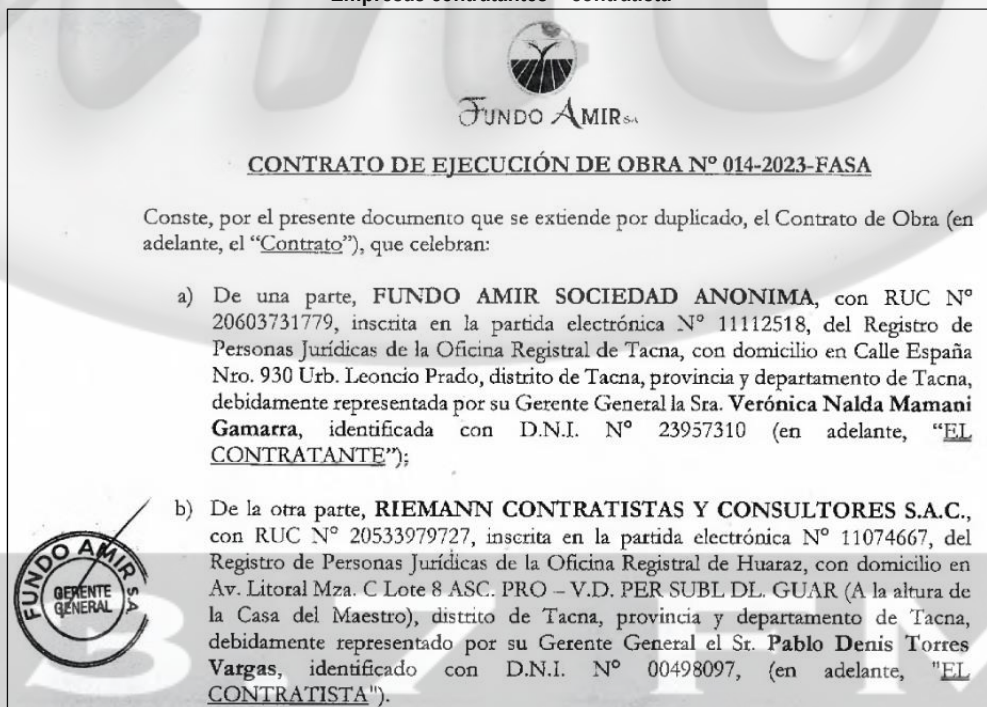 FUNDO AMIR S.A.
CONTRATO DE EJECUCIÓN DE OBRA Nº 014-2023-FASA
Conste, por el presente documento que se extiende por duplicado, el Contrato de Obra (en
adelante, el "Contrato"), que celebran:
a) De una parte, FUNDO AMIR SOCIEDAD ANONIMA, con RUC Nº
20603731779, inscrita en la partida electrónica Nº 11112518, del Registro de
Personas Jurídicas de la Oficina Registral de Tacna, con domicilio en Calle España
Nro. 930 Urb. Leoncio Prado, distrito de Tacna, provincia y departamento de Tacna,
debidamente representada por su Gerente General la Sra. Verónica Nalda Mamani
Gamarra, identificada con D.N.I. Nº 23957310 (en adelante, "EL
CONTRATANTE");
b) De la otra parte, RIEMANN CONTRATISTAS Y CONSULTORES S.A.C.,
con RUC Nº 20533979727, inscrita en la partida electrónica Nº 11074667, del
Registro de Personas Jurídicas de la Oficina Registral de Huaraz, con domicilio en
Av. Litoral Mza. C Lote 8 ASC. PRO – V.D. PER SUBL DL. GUAR (A la altura de
la Casa del Maestro), distrito de Tacna, provincia y departamento de Tacna,
debidamente representado por su Gerente General el Sr. Pablo Denis Torres
Vargas, identificado con D.N.I. Nº 00498097, (en adelante, "EL
CONTRATISTA").
FUNDO AMIR SA
GERENTE
GENERAL